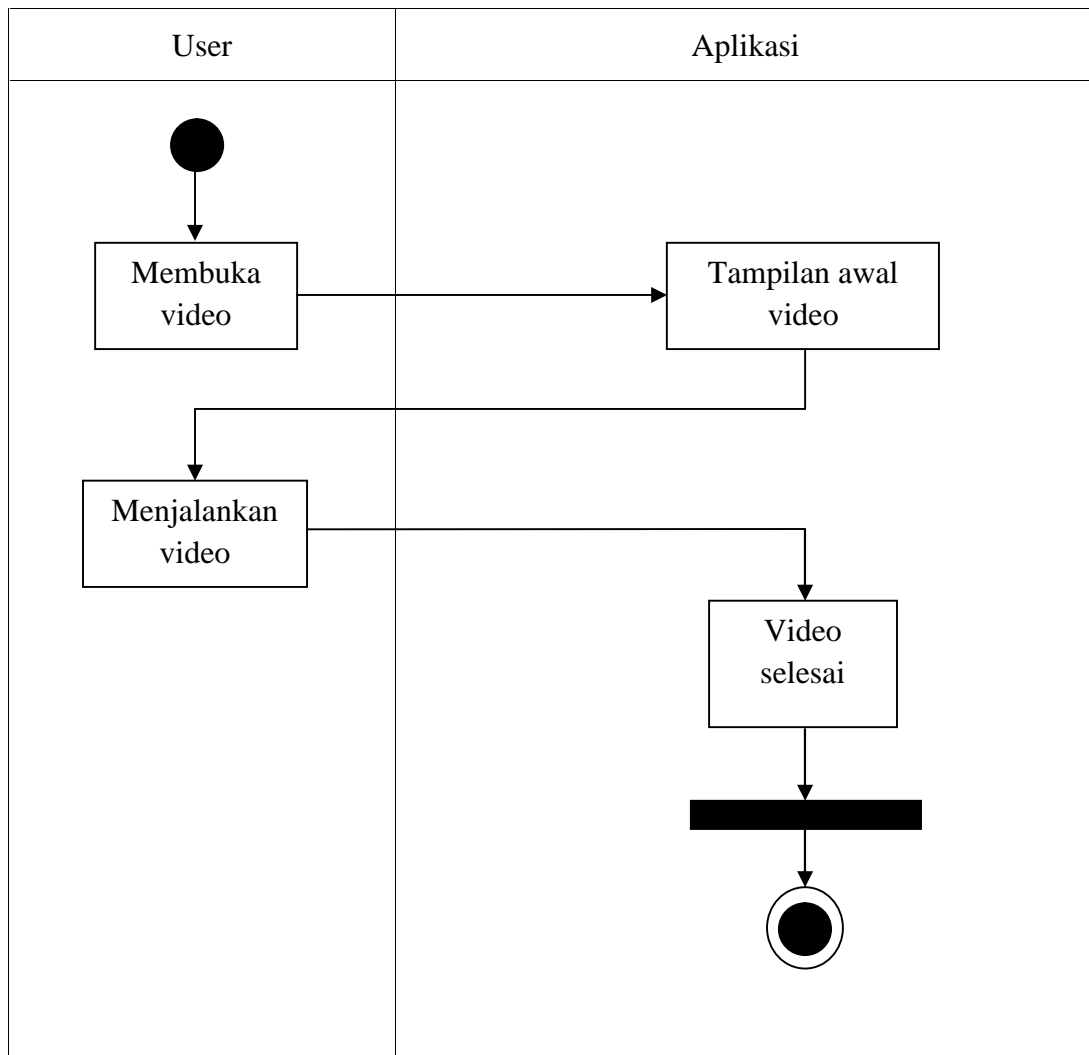 User
Aplikasi
Membuka
video
Tampilan awal
video
Menjalankan
video
Video
selesai